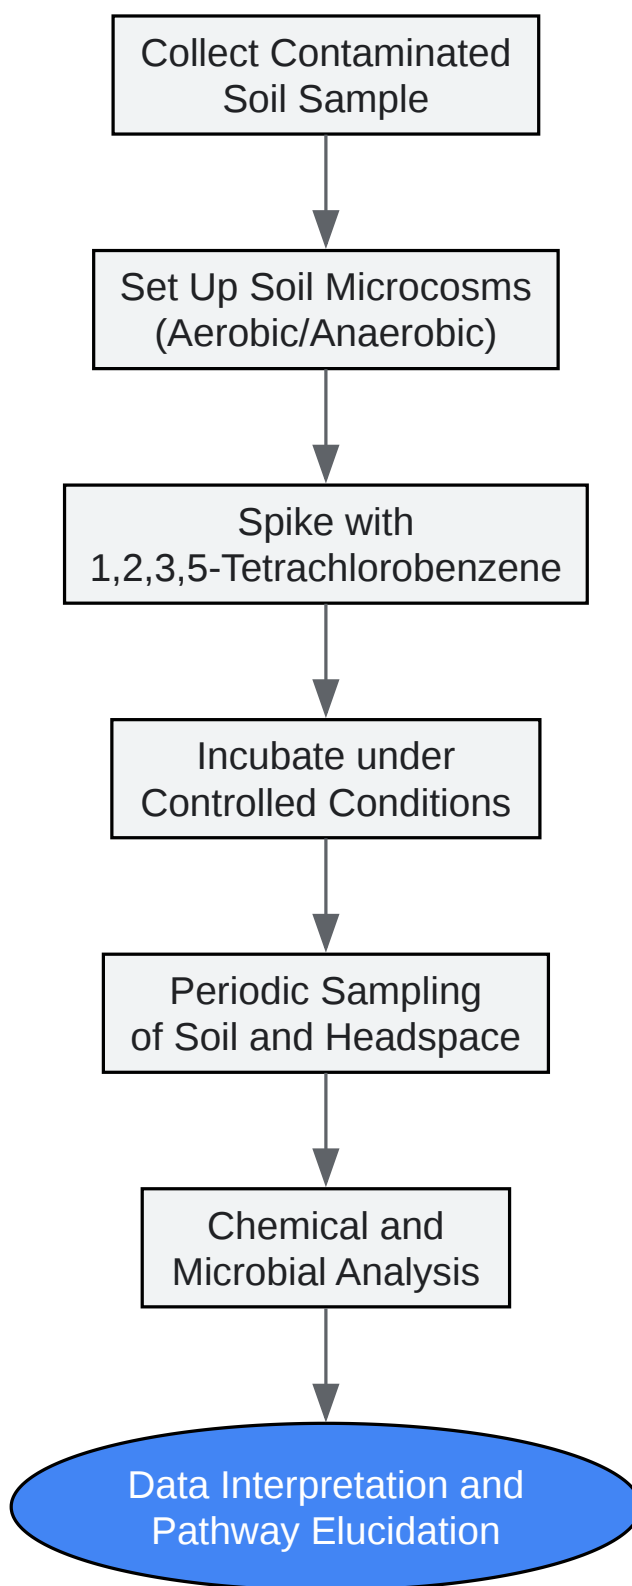 Collect Contaminated
Soil Sample
Set Up Soil Microcosms
(Aerobic/Anaerobic)
Spike with
1,2,3,5-Tetrachlorobenzene
Incubate under
Controlled Conditions
Periodic Sampling
of Soil and Headspace
Chemical and
Microbial Analysis
Data Interpretation and
Pathway Elucidation